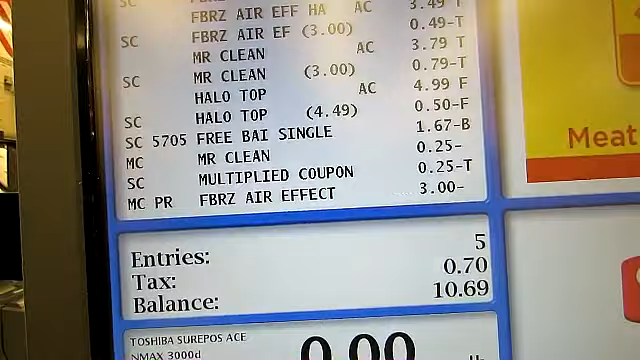 SC
FBRZ AIR EFF HA AC 3.49 T
SC FBRZ AIR EF (3.00) 0.49-T
MR CLEAN AC 3.79 T
SC MR CLEAN (3.00) 0.79-T
HALO TOP AC 4.99 F
SC HALO TOP (4.49) 0.50-F
SC 5705 FREE BAI SINGLE 1.67-B
MC MR CLEAN 0.25-
SC MULTIPLIED COUPON 0.25-T
MC PR FBRZ AIR EFFECT 3.00-
Entries: 5
Tax: 0.70
Balance: 10.69
TOSHIBA SUREPOS ACE
NMAX 3000d
0.00 lb
Meat